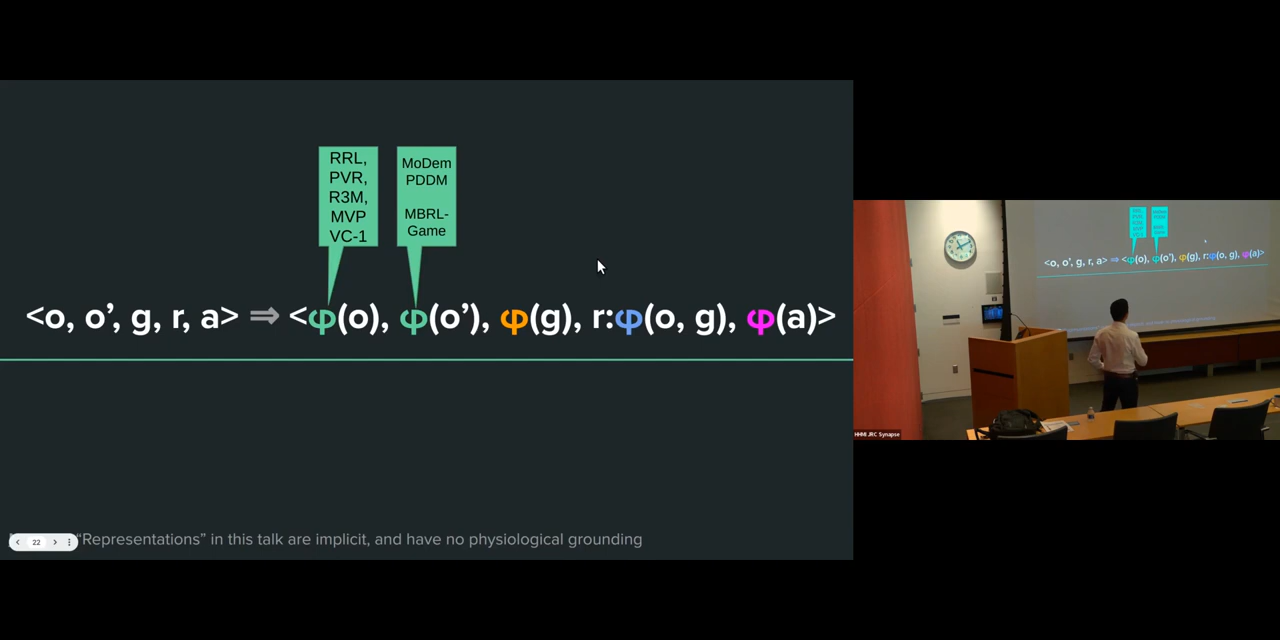 RRL,
PVR,
R3M,
MVP
VC-1
MoDem
PDDM
MBRL-
Game
<o, o’, g, r, a> ⇒ <φ(o), φ(o’), φ(g), r:φ(o, g), φ(a)>
22
“Representations” in this talk are implicit, and have no physiological grounding
<o, o’, g, r, a> ⇒ <φ(o), φ(o’), φ(g), r:φ(o, g), φ(a)>
HHMI JRC Synapse